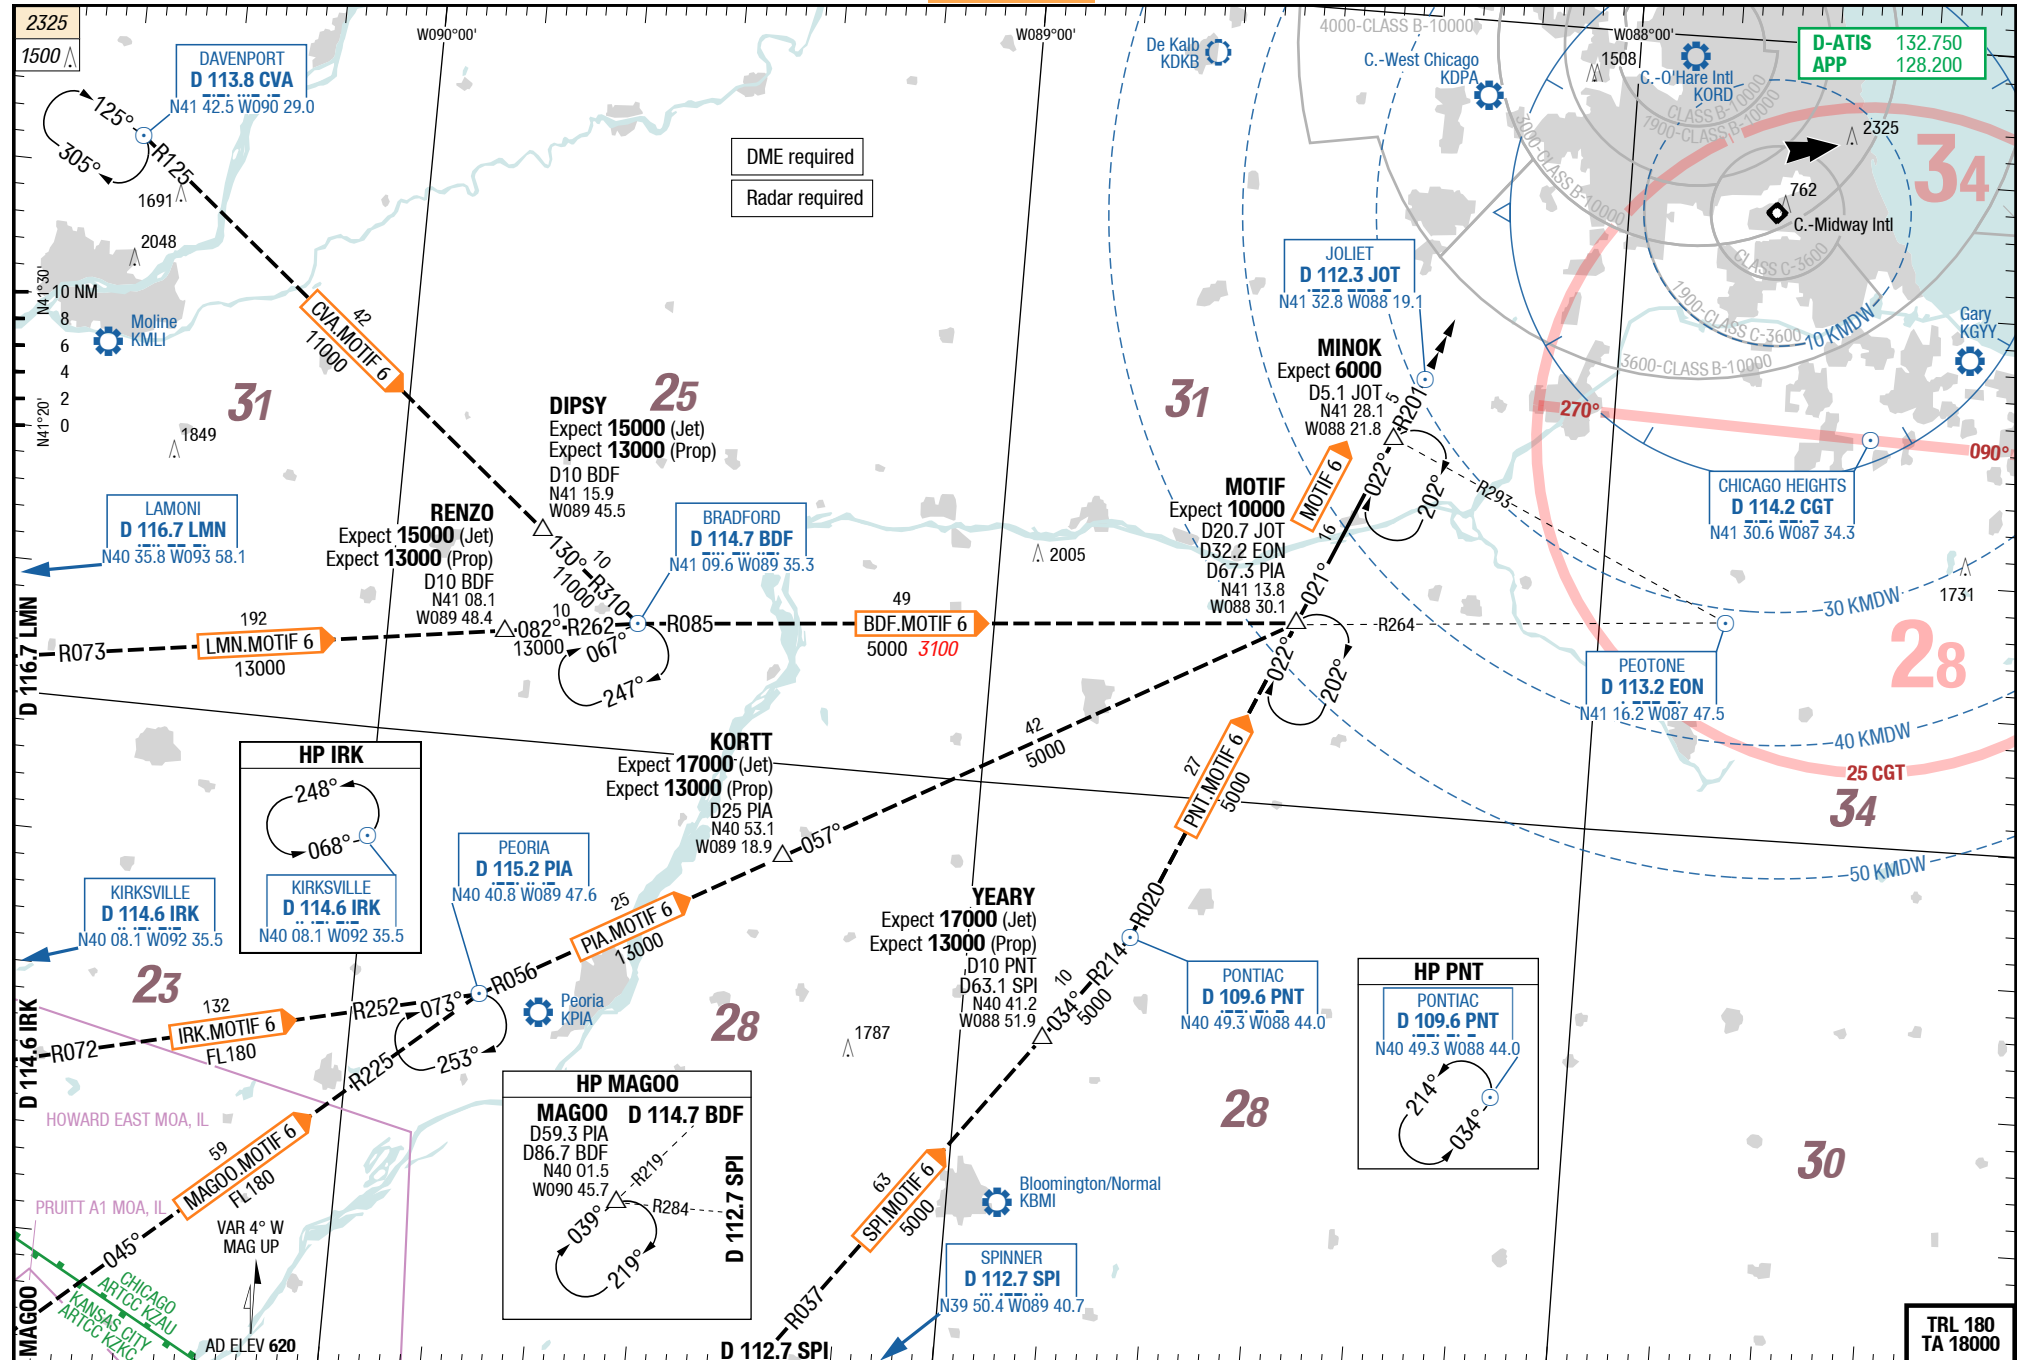 2325
1500
DAVENPORT
D 113.8 CVA
N41 42.5 W090 29.0
W090°00'
W089°00'
W088°00'
De Kalb
KDKB
C.-West Chicago
KDPA
4000-CLASS B-10000
1508
C.-O'Hare Intl
KORD
D-ATIS 132.750
APP 128.200
CLASS B-10000
1900-CLASS B-10000
3000-CLASS B-10000
2325
34
125°
305°
R125
1691
2048
DME required
Radar required
762
C.-Midway Intl
CLASS C-3600
1900-CLASS C-3600
3600-CLASS B-10000
10 KMDW
Gary
KGYY
N41°30'
N41°20'
10 NM
8
6
4
2
0
Moline
KMLI
42
CVA.MOTIF 6
11000
31
25
31
1849
JOLIET
D 112.3 JOT
N41 32.8 W088 19.1
MINOK
Expect 6000
D5.1 JOT
N41 28.1
W088 21.8
5
R201
270°
090°
DIPSY
Expect 15000 (Jet)
Expect 13000 (Prop)
D10 BDF
N41 15.9
W089 45.5
LAMONI
D 116.7 LMN
N40 35.8 W093 58.1
RENZO
Expect 15000 (Jet)
Expect 13000 (Prop)
D10 BDF
N41 08.1
W089 48.4
BRADFORD
D 114.7 BDF
N41 09.6 W089 35.3
MOTIF
Expect 10000
D20.7 JOT
D32.2 EON
D67.3 PIA
N41 13.8
W088 30.1
MOTIF 6
022°
202°
16
021°
R293
CHICAGO HEIGHTS
D 114.2 CGT
N41 30.6 W087 34.3
2005
1731
30 KMDW
130°
10
R310
11000
D 116.7 LMN
R073
192
LMN.MOTIF 6
13000
082°
10
R262
13000
067°
247°
R085
49
BDF.MOTIF 6
5000 3100
R264
022°
202°
PEOTONE
D 113.2 EON
N41 16.2 W087 47.5
28
40 KMDW
25 CGT
34
50 KMDW
HP IRK
248°
068°
KIRKSVILLE
D 114.6 IRK
N40 08.1 W092 35.5
KORTT
Expect 17000 (Jet)
Expect 13000 (Prop)
D25 PIA
N40 53.1
W089 18.9
42
5000
057°
27
PNT.MOTIF 6
5000
PEORIA
D 115.2 PIA
N40 40.8 W089 47.6
KIRKSVILLE
D 114.6 IRK
N40 08.1 W092 35.5
23
25
PIA.MOTIF 6
13000
R056
YEARY
Expect 17000 (Jet)
Expect 13000 (Prop)
D10 PNT
D63.1 SPI
N40 41.2
W088 51.9
R020
10
R214
034°
5000
PONTIAC
D 109.6 PNT
N40 49.3 W088 44.0
HP PNT
PONTIAC
D 109.6 PNT
N40 49.3 W088 44.0
214°
034°
D 114.6 IRK
R072
132
IRK.MOTIF 6
FL180
R252
073°
253°
R225
Peoria
KPIA
28
1787
28
30
HOWARD EAST MOA, IL
PRUITT A1 MOA, IL
59
MAGOO.MOTIF 6
FL180
045°
MAGOO
VAR 4° W
MAG UP
CHICAGO
ARTCC KZAU
KANSAS CITY
ARTCC KZKC
AD ELEV 620
HP MAGOO
MAGOO
D59.3 PIA
D86.7 BDF
N40 01.5
W090 45.7
D 114.7 BDF
R219
R284
D 112.7 SPI
039°
219°
63
SPI.MOTIF 6
5000
Bloomington/Normal
KBMI
SPINNER
D 112.7 SPI
N39 50.4 W089 40.7
R037
D 112.7 SPI
TRL 180
TA 18000